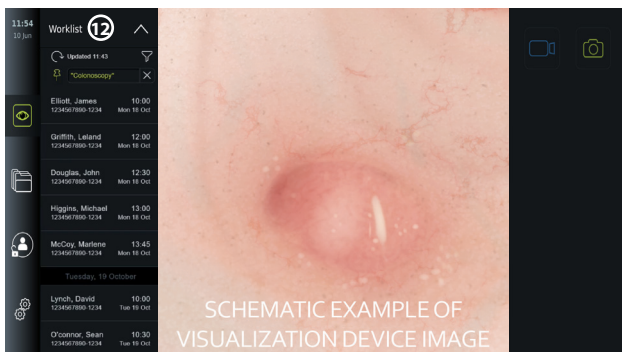 11:54
10 Jun
Worklist 12
Updated 11:43
"Colonoscopy"
Elliott, James 10:00
1234567890-1234 Mon 18 Oct
Griffith, Leland 12:00
1234567890-1234 Mon 18 Oct
Douglas, John 12:30
1234567890-1234 Mon 18 Oct
Higgins, Michael 13:00
1234567890-1234 Mon 18 Oct
McCoy, Marlene 13:45
1234567890-1234 Mon 18 Oct
Tuesday, 19 October
Lynch, David 10:00
1234567890-1234 Tue 19 Oct
O'connor, Sean 10:30
1234567890-1234 Tue 19 Oct
SCHEMATIC EXAMPLE OF
VISUALIZATION DEVICE IMAGE